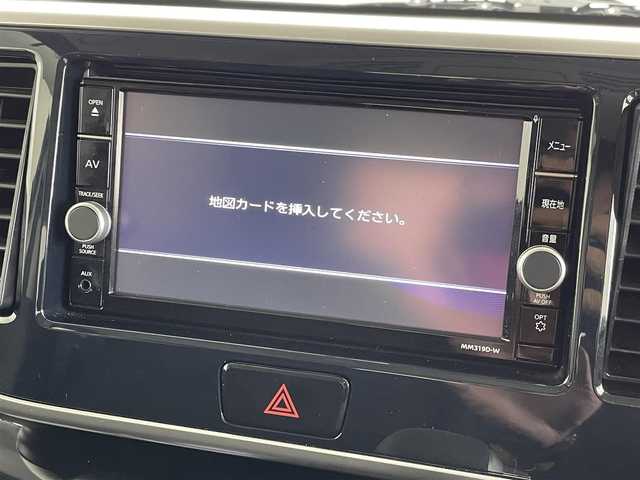 OPEN
AV
TRACK/SEEK
PUSH
SOURCE
AUX
地図カードを挿入してください。
メニュー
現在地
音量
PUSH
AV OFF
OPT
MM319D-W